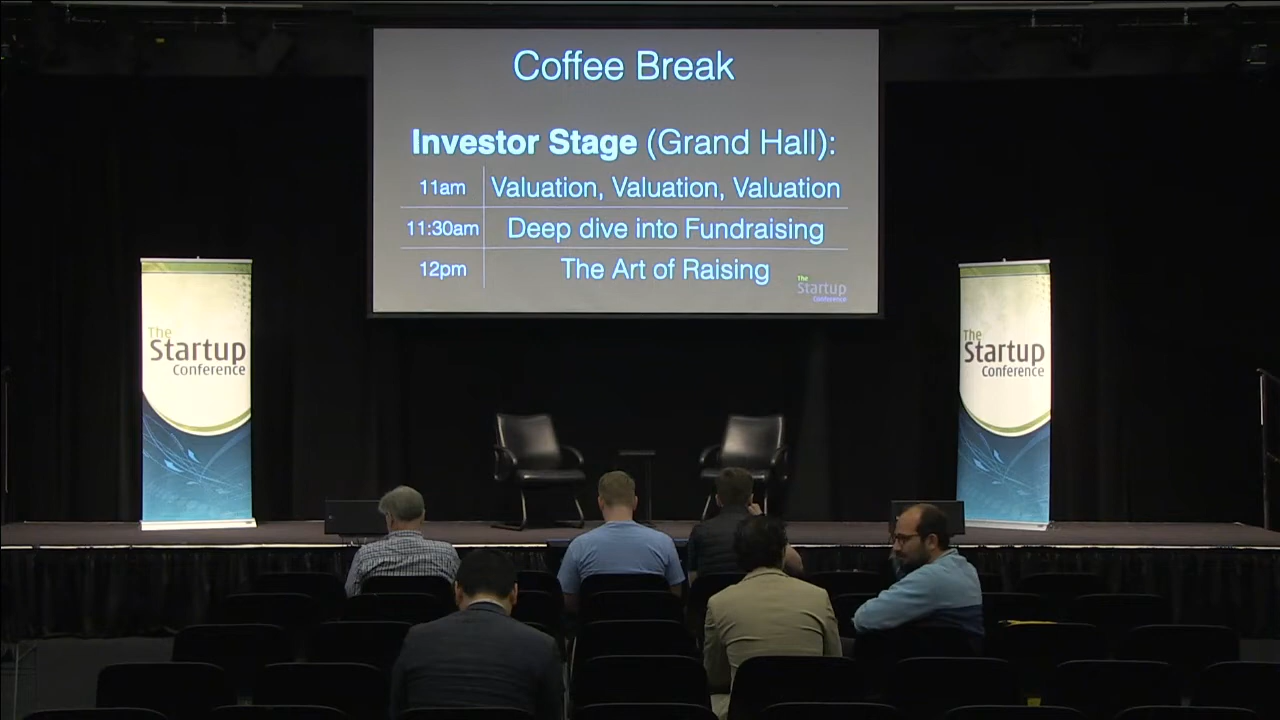 Coffee Break
Investor Stage (Grand Hall):
11am Valuation, Valuation, Valuation
11:30am Deep dive into Fundraising
12pm The Art of Raising
The
Startup
Conference
The
Startup
Conference
The
Startup
Conference